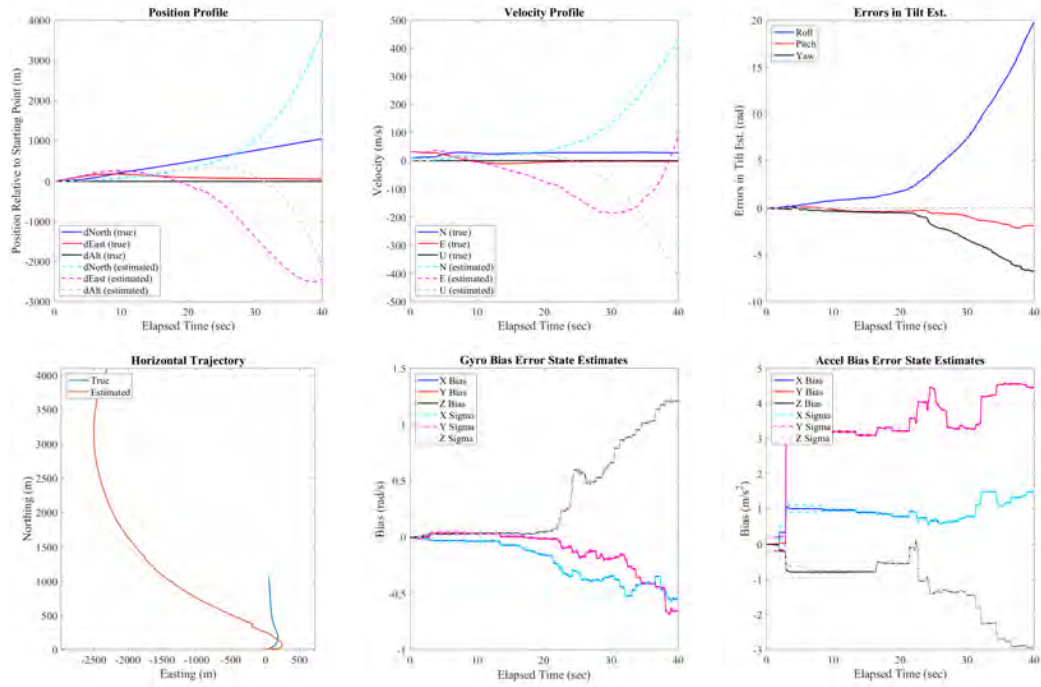 Position Profile
Position Relative to Starting Point (m)
4000
3000
2000
1000
0
-1000
-2000
-3000
dNorth (true)
dEast (true)
dAlt (true)
dNorth (estimated)
dEast (estimated)
dAlt (estimated)
0 10 20 30 40
Elapsed Time (sec)
Velocity Profile
Velocity (m/s)
500
400
300
200
100
0
-100
-200
-300
-400
-500
N (true)
E (true)
U (true)
N (estimated)
E (estimated)
U (estimated)
0 10 20 30 40
Elapsed Time (sec)
Errors in Tilt Est.
Errors in Tilt Est. (rad)
20
15
10
5
0
-5
-10
Roll
Pitch
Yaw
0 10 20 30 40
Elapsed Time (sec)
Horizontal Trajectory
Northing (m)
True
Estimated
4000
3500
3000
2500
2000
1500
1000
500
0
-2500 -2000 -1500 -1000 -500 0 500
Easting (m)
Gyro Bias Error State Estimates
Bias (rad/s)
1.5
1
0.5
0
-0.5
-1
X Bias
Y Bias
Z Bias
X Sigma
Y Sigma
Z Sigma
0 10 20 30 40
Elapsed Time (sec)
Accel Bias Error State Estimates
Bias (m/s²)
5
4
3
2
1
0
-1
-2
-3
X Bias
Y Bias
Z Bias
X Sigma
Y Sigma
Z Sigma
0 10 20 30 40
Elapsed Time (sec)